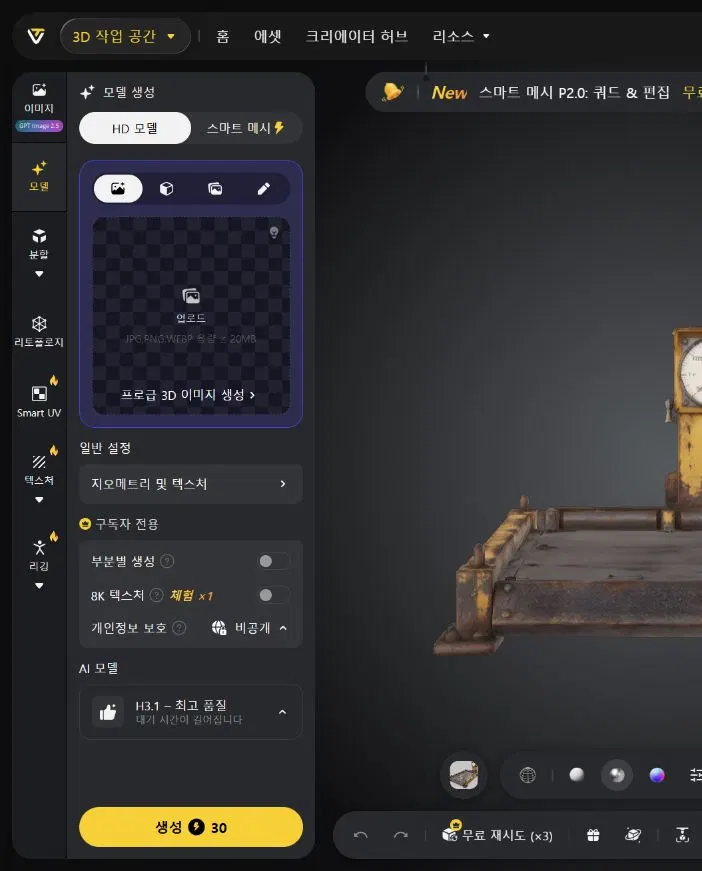 3D 작업 공간
홈
에셋
크리에이터 허브
리소스
이미지
GPT Image 2.5
모델
분할
리토폴로지
Smart UV
텍스처
리깅
모델 생성
HD 모델
스마트 메시
업로드
JPG,PNG,WEBP 용량 ≤ 20MB
프로급 3D 이미지 생성
일반 설정
지오메트리 및 텍스처
구독자 전용
부분별 생성
8K 텍스처 체험 ×1
개인정보 보호 비공개
AI 모델
H3.1 – 최고 품질
대기 시간이 길어집니다
생성 30
New 스마트 메시 P2.0: 쿼드 & 편집 무료
무료 재시도 (×3)